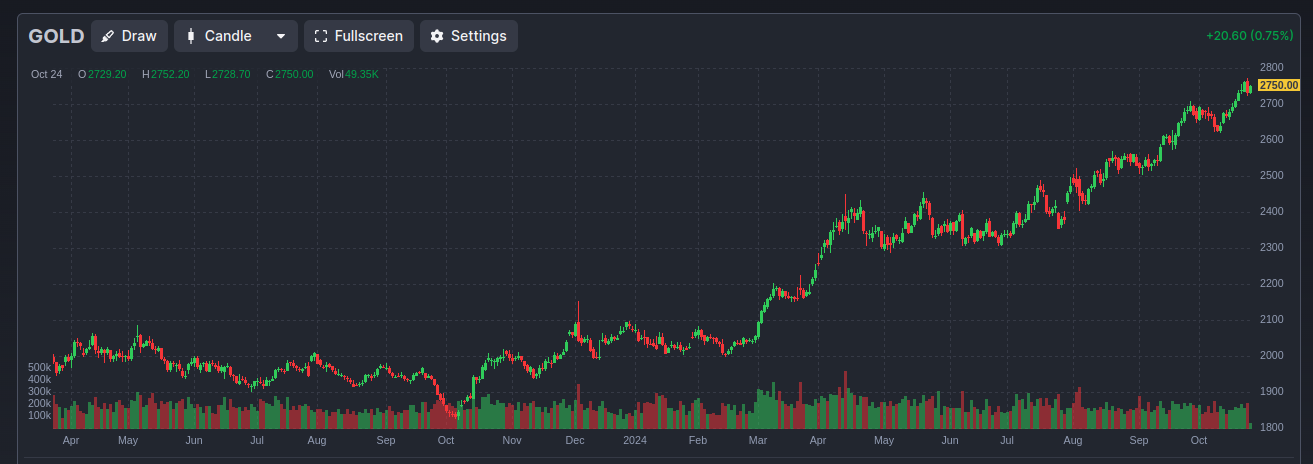 GOLD Draw Candle Fullscreen Settings +20.60 (0.75%)
Oct 24 O 2729.20 H 2752.20 L 2728.70 C 2750.00 Vol 49.35K
2800
2750.00
2700
2600
2500
2400
2300
2200
2100
2000
1900
1800
500k
400k
300k
200k
100k
Apr May Jun Jul Aug Sep Oct Nov Dec 2024 Feb Mar Apr May Jun Jul Aug Sep Oct